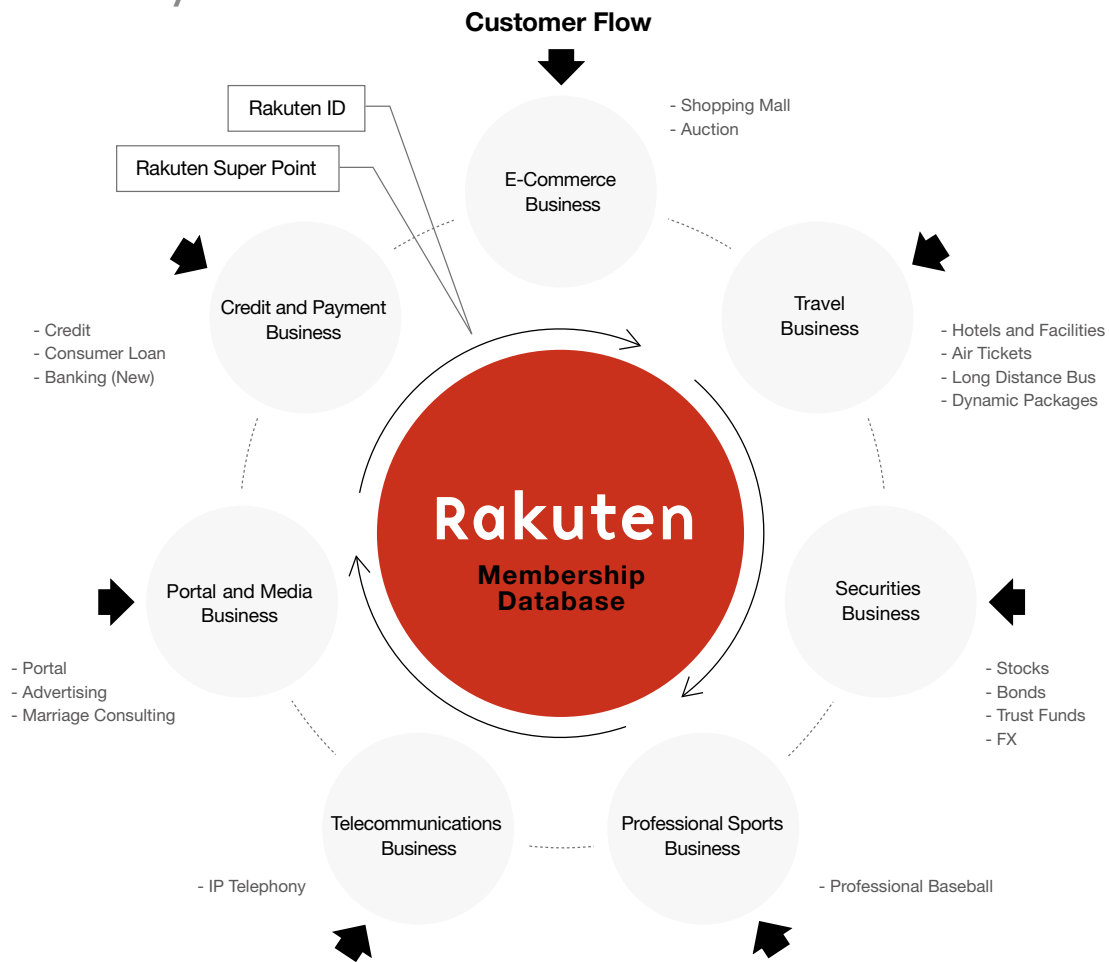 Customer Flow
Rakuten ID
Rakuten Super Point
E-Commerce
Business
- Shopping Mall
- Auction
Travel
Business
- Hotels and Facilities
- Air Tickets
- Long Distance Bus
- Dynamic Packages
Credit and Payment
Business
- Credit
- Consumer Loan
- Banking (New)
Rakuten
Membership
Database
Portal and Media
Business
- Portal
- Advertising
- Marriage Consulting
Securities
Business
- Stocks
- Bonds
- Trust Funds
- FX
Telecommunications
Business
- IP Telephony
Professional Sports
Business
- Professional Baseball